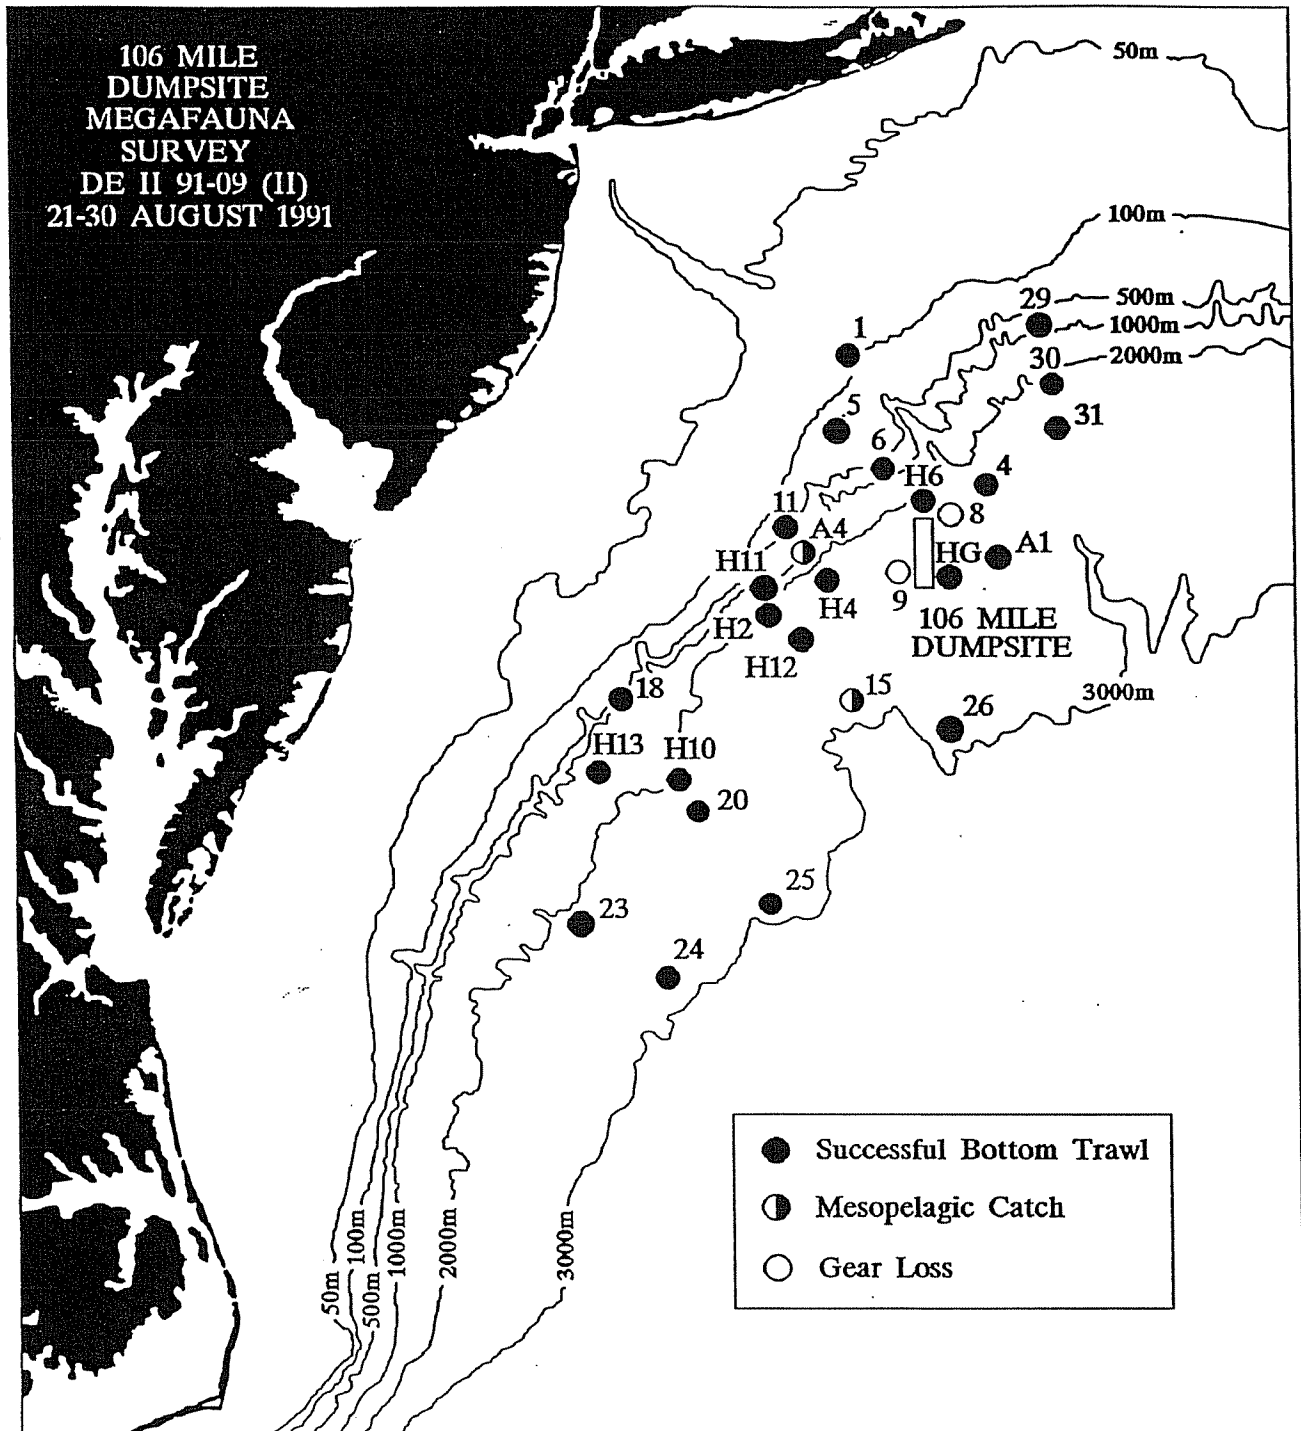 106 MILE
DUMPSITE
MEGAFAUNA
SURVEY
DE II 91-09 (II)
21-30 AUGUST 1991
50m
100m
500m
29
1000m
1
2000m
30
5
31
6
H6
4
11
8
A4
A1
H11
HG
9
H4
106 MILE
DUMPSITE
H2
H12
18
15
3000m
26
H13
H10
20
25
23
24
50m
100m
500m
1000m
2000m
3000m
Successful Bottom Trawl
Mesopelagic Catch
Gear Loss